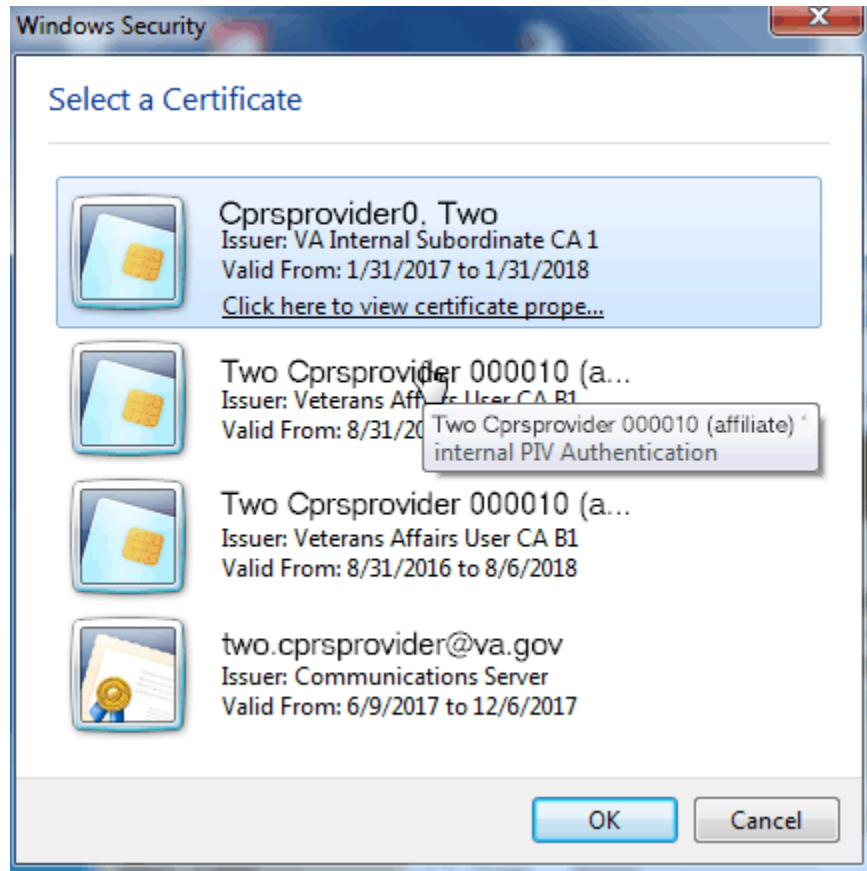 Windows Security
Select a Certificate
Cprsprovider0, Two
Issuer: VA Internal Subordinate CA 1
Valid From: 1/31/2017 to 1/31/2018
Click here to view certificate prope...
Two Cprsprovider 000010 (a...
Issuer: Veterans Affairs User CA B1
Valid From: 8/31/20
Two Cprsprovider 000010 (affiliate)
internal PIV Authentication
Two Cprsprovider 000010 (a...
Issuer: Veterans Affairs User CA B1
Valid From: 8/31/2016 to 8/6/2018
two.cprsprovider@va.gov
Issuer: Communications Server
Valid From: 6/9/2017 to 12/6/2017
OK
Cancel